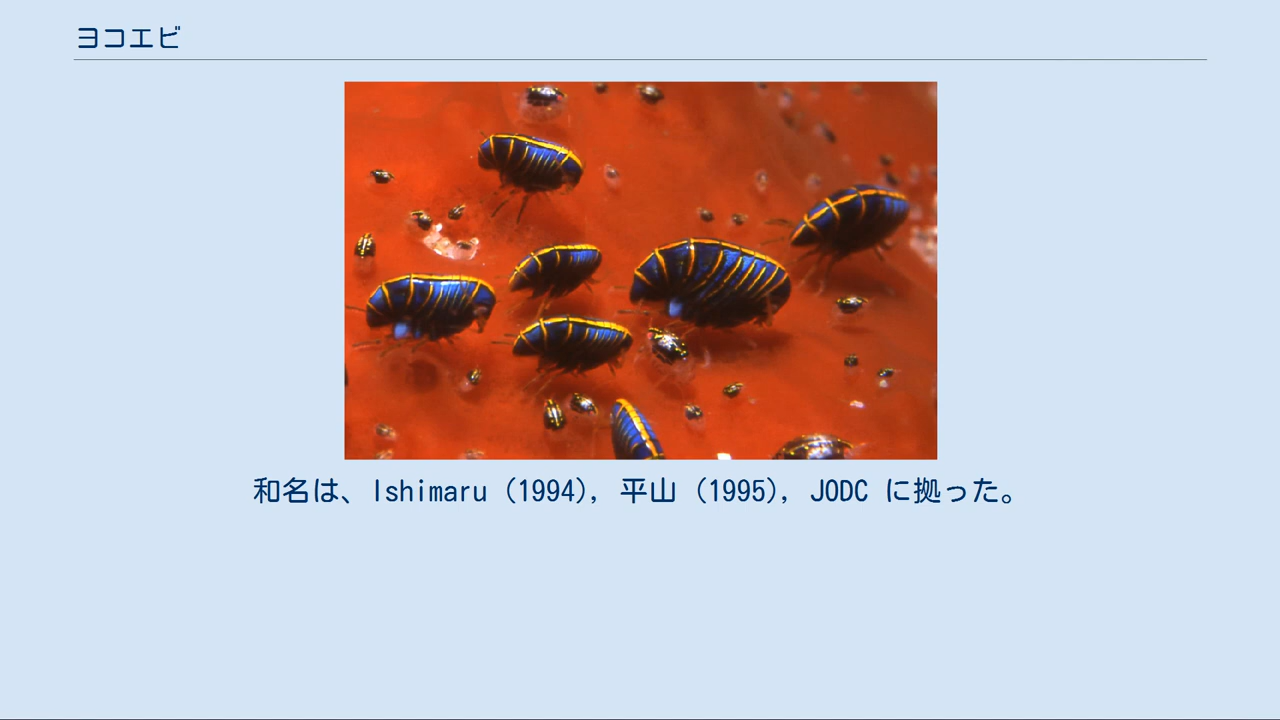 ヨコエビ
和名は、Ishimaru (1994), 平山 (1995), JODC に拠った。